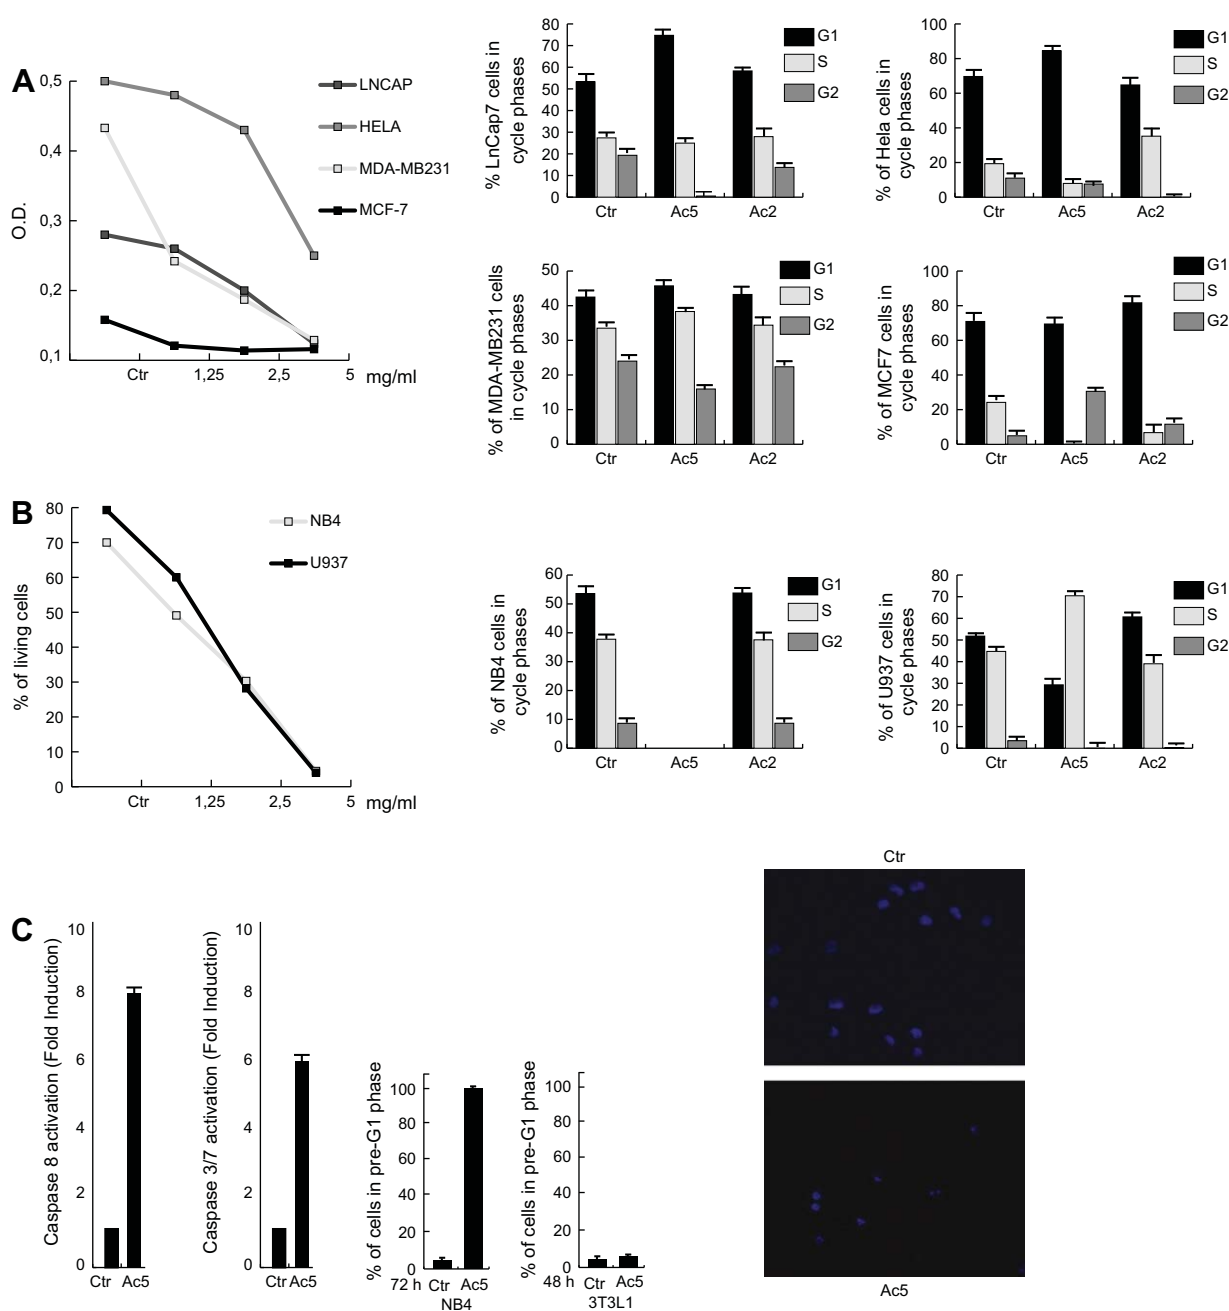 A
0,5
0,4
0,3
0,2
0,1
O.D.
LNCAP
HELA
MDA-MB231
MCF-7
Ctr 1,25 2,5 5 mg/ml
% LnCap7 cells in
cycle phases
80
70
60
50
40
30
20
10
0
G1
S
G2
Ctr Ac5 Ac2
% of Hela cells in
cycle phases
100
80
60
40
20
0
G1
S
G2
Ctr Ac5 Ac2
% of MDA-MB231 cells
in cycle phases
50
40
30
20
10
0
G1
S
G2
Ctr Ac5 Ac2
% of MCF7 cells in
cycle phases
100
80
60
40
20
0
G1
S
G2
Ctr Ac5 Ac2
B
% of living cells
80
70
60
50
40
30
20
10
0
NB4
U937
Ctr 1,25 2,5 5 mg/ml
% of NB4 cells in
cycle phases
60
50
40
30
20
10
0
G1
S
G2
Ctr Ac5 Ac2
% of U937 cells in
cycle phases
80
70
60
50
40
30
20
10
0
G1
S
G2
Ctr Ac5 Ac2
C
Caspase 8 activation (Fold Induction)
10
8
6
4
2
0
Ctr Ac5
Caspase 3/7 activation (Fold Induction)
10
8
6
4
2
0
Ctr Ac5
% of cells in pre-G1 phase
100
80
60
40
20
0
72 h Ctr Ac5
NB4
% of cells in pre-G1 phase
100
80
60
40
20
0
48 h Ctr Ac5
3T3L1
Ctr
Ac5